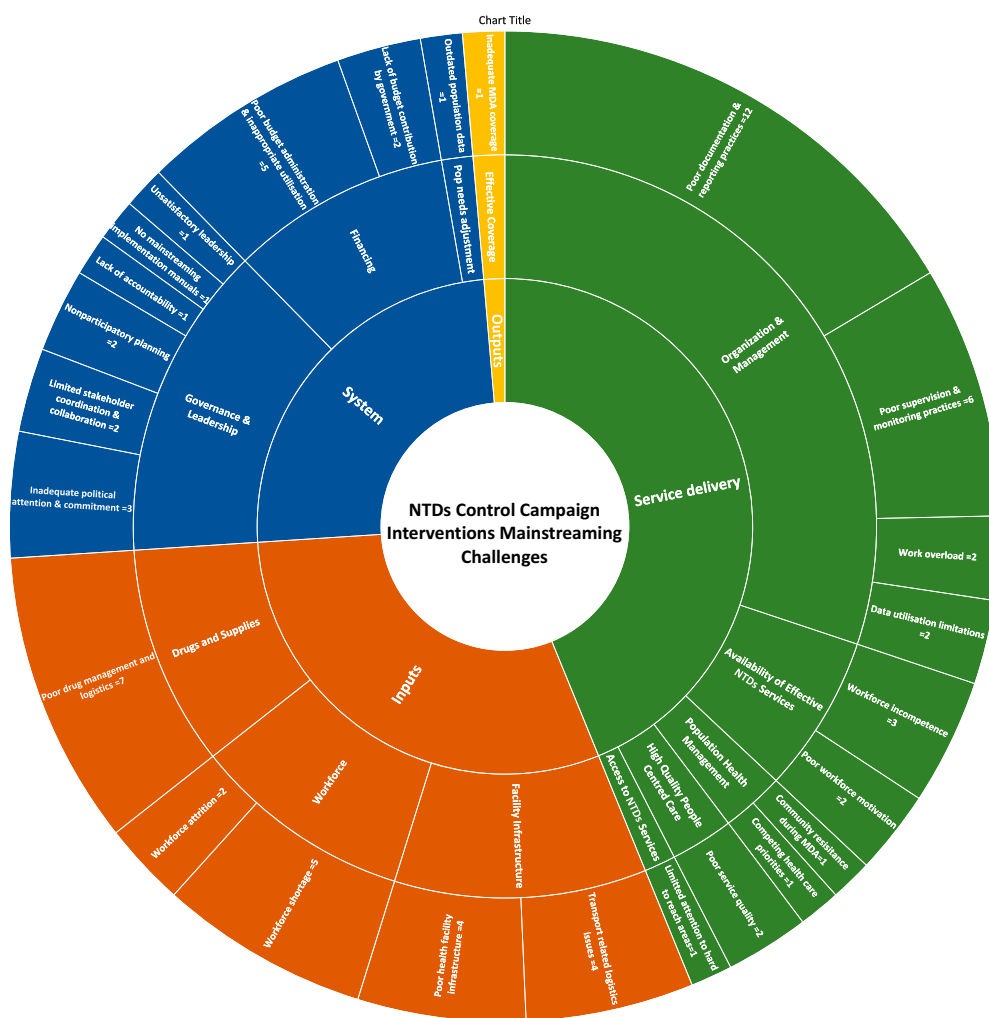 Chart Title
NTDs Control Campaign
Interventions Mainstreaming
Challenges
Service delivery
Organization &
Management
Poor documentation &
reporting practices =12
Poor supervision &
monitoring practices =6
Work overload =2
Data utilisation limitations
=2
Availability of Effective
NTDs Services
Workforce incompetence
=3
Poor workforce motivation
=2
Population Health
Management
Community resisitance
during MDA=1
Competing health care
priorities =1
High Quality People
Centred Care
Poor service quality =2
Access to NTDs Services
Limitted attention to hard
to reach areas=1
Inputs
Facility Infrastructure
Transport related logistics
issues =4
Poor health facility
infrastructure =4
Workforce
Workforce shortage =5
Workforce attrition =2
Drugs and Supplies
Poor drug management and
logistics =7
System
Governance &
Leadership
Inadequate political
attention & commitment =3
Limited stakeholder
coordination &
collaboration =2
Nonparticipatory planning
=2
Lack of accountability =1
No mainstreaming
implementation manuals =1
Unsatisfactory leadership
=1
Financing
Poor budget administration
& inappropriate utilisation
=5
Lack of budget contribution
by government =2
Pop needs adjustment
Outdated population data
=1
Outputs
Effective Coverage
Inadequate MDA coverage
=1